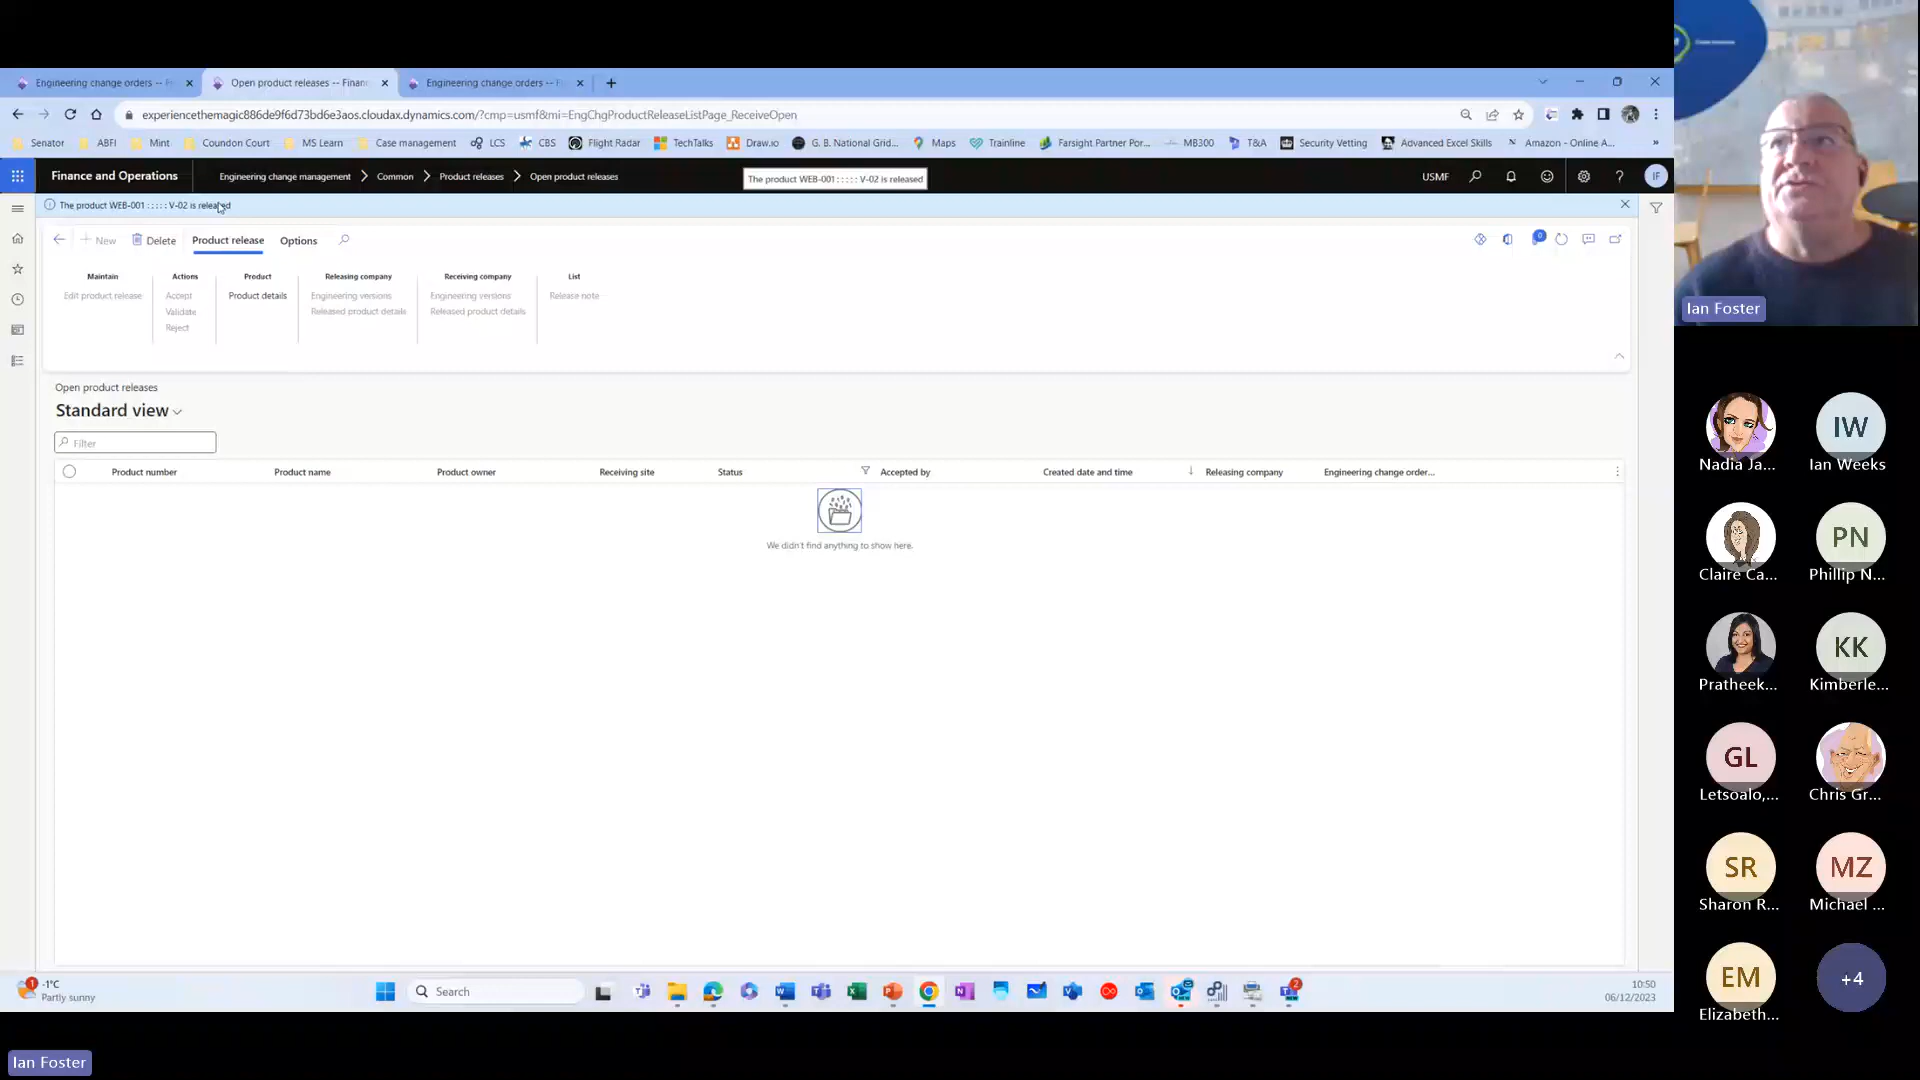 Engineering change orders -- F
Open product releases -- Finan
Engineering change orders -- F
experiencethemagic886de9f6d73bd6e3aos.cloudax.dynamics.com/?cmp=usmf&mi=EngChgProductReleaseListPage_ReceiveOpen
Senator
ABFI
Mint
Coundon Court
MS Learn
Case management
LCS
CBS
Flight Radar
TechTalks
Draw.io
G. B. National Grid...
Maps
Trainline
Farsight Partner Por...
MB300
T&A
Security Vetting
Advanced Excel Skills
Amazon - Online A...
Finance and Operations
Engineering change management
Common
Product releases
Open product releases
The product WEB-001 : : : : : V-02 is released
USMF
IF
The product WEB-001 : : : : : V-02 is released
New
Delete
Product release
Options
0
Maintain
Edit product release
Actions
Accept
Validate
Reject
Product
Product details
Releasing company
Engineering versions
Released product details
Receiving company
Engineering versions
Released product details
List
Release note
Open product releases
Standard view
Filter
Product number
Product name
Product owner
Receiving site
Status
Accepted by
Created date and time
Releasing company
Engineering change order...
We didn't find anything to show here.
1
-1°C
Partly sunny
Search
2
10:50
06/12/2023
Ian Foster
Ian Foster
Nadia Ja...
IW
Ian Weeks
Claire Ca...
PN
Phillip N...
Pratheek...
KK
Kimberle...
GL
Letsoalo,...
Chris Gr...
SR
Sharon R...
MZ
Michael ...
EM
Elizabeth...
+4